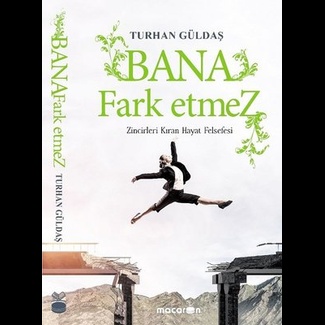 TURHAN GÜLDAŞ
BANA
Fark etmeZ
Zincirleri Kıran Hayat Felsefesi
macaron
BANA Fark etmeZ
TURHAN GÜLDAŞ